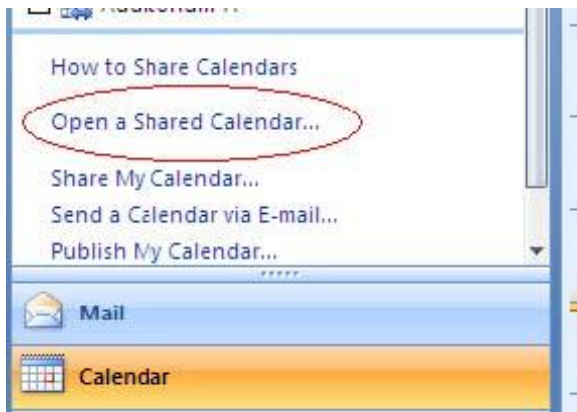 How to Share Calendars
Open a Shared Calendar...
Share My Calendar...
Send a Calendar via E-mail...
Publish My Calendar...
Mail
Calendar